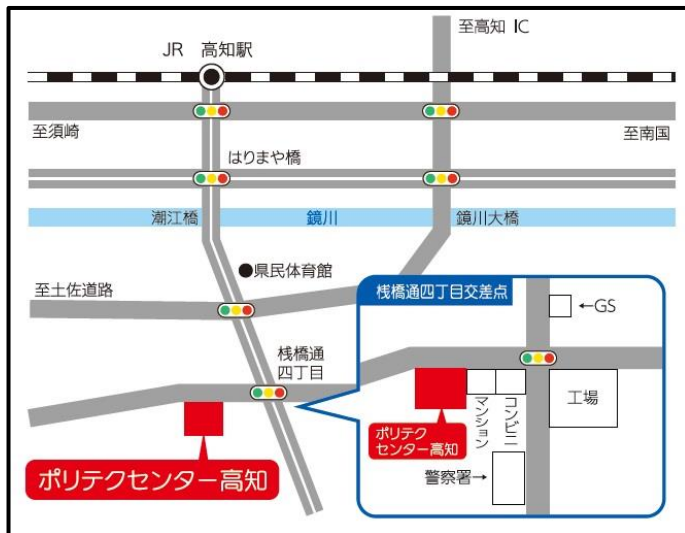 至高知 IC
JR 高知駅
至須崎
至南国
はりまや橋
潮江橋
鏡川
鏡川大橋
●県民体育館
至土佐道路
桟橋通四丁目交差点
←GS
桟橋通
四丁目
マンション
コンビニ
工場
ポリテク
センター高知
警察署→
ポリテクセンター高知